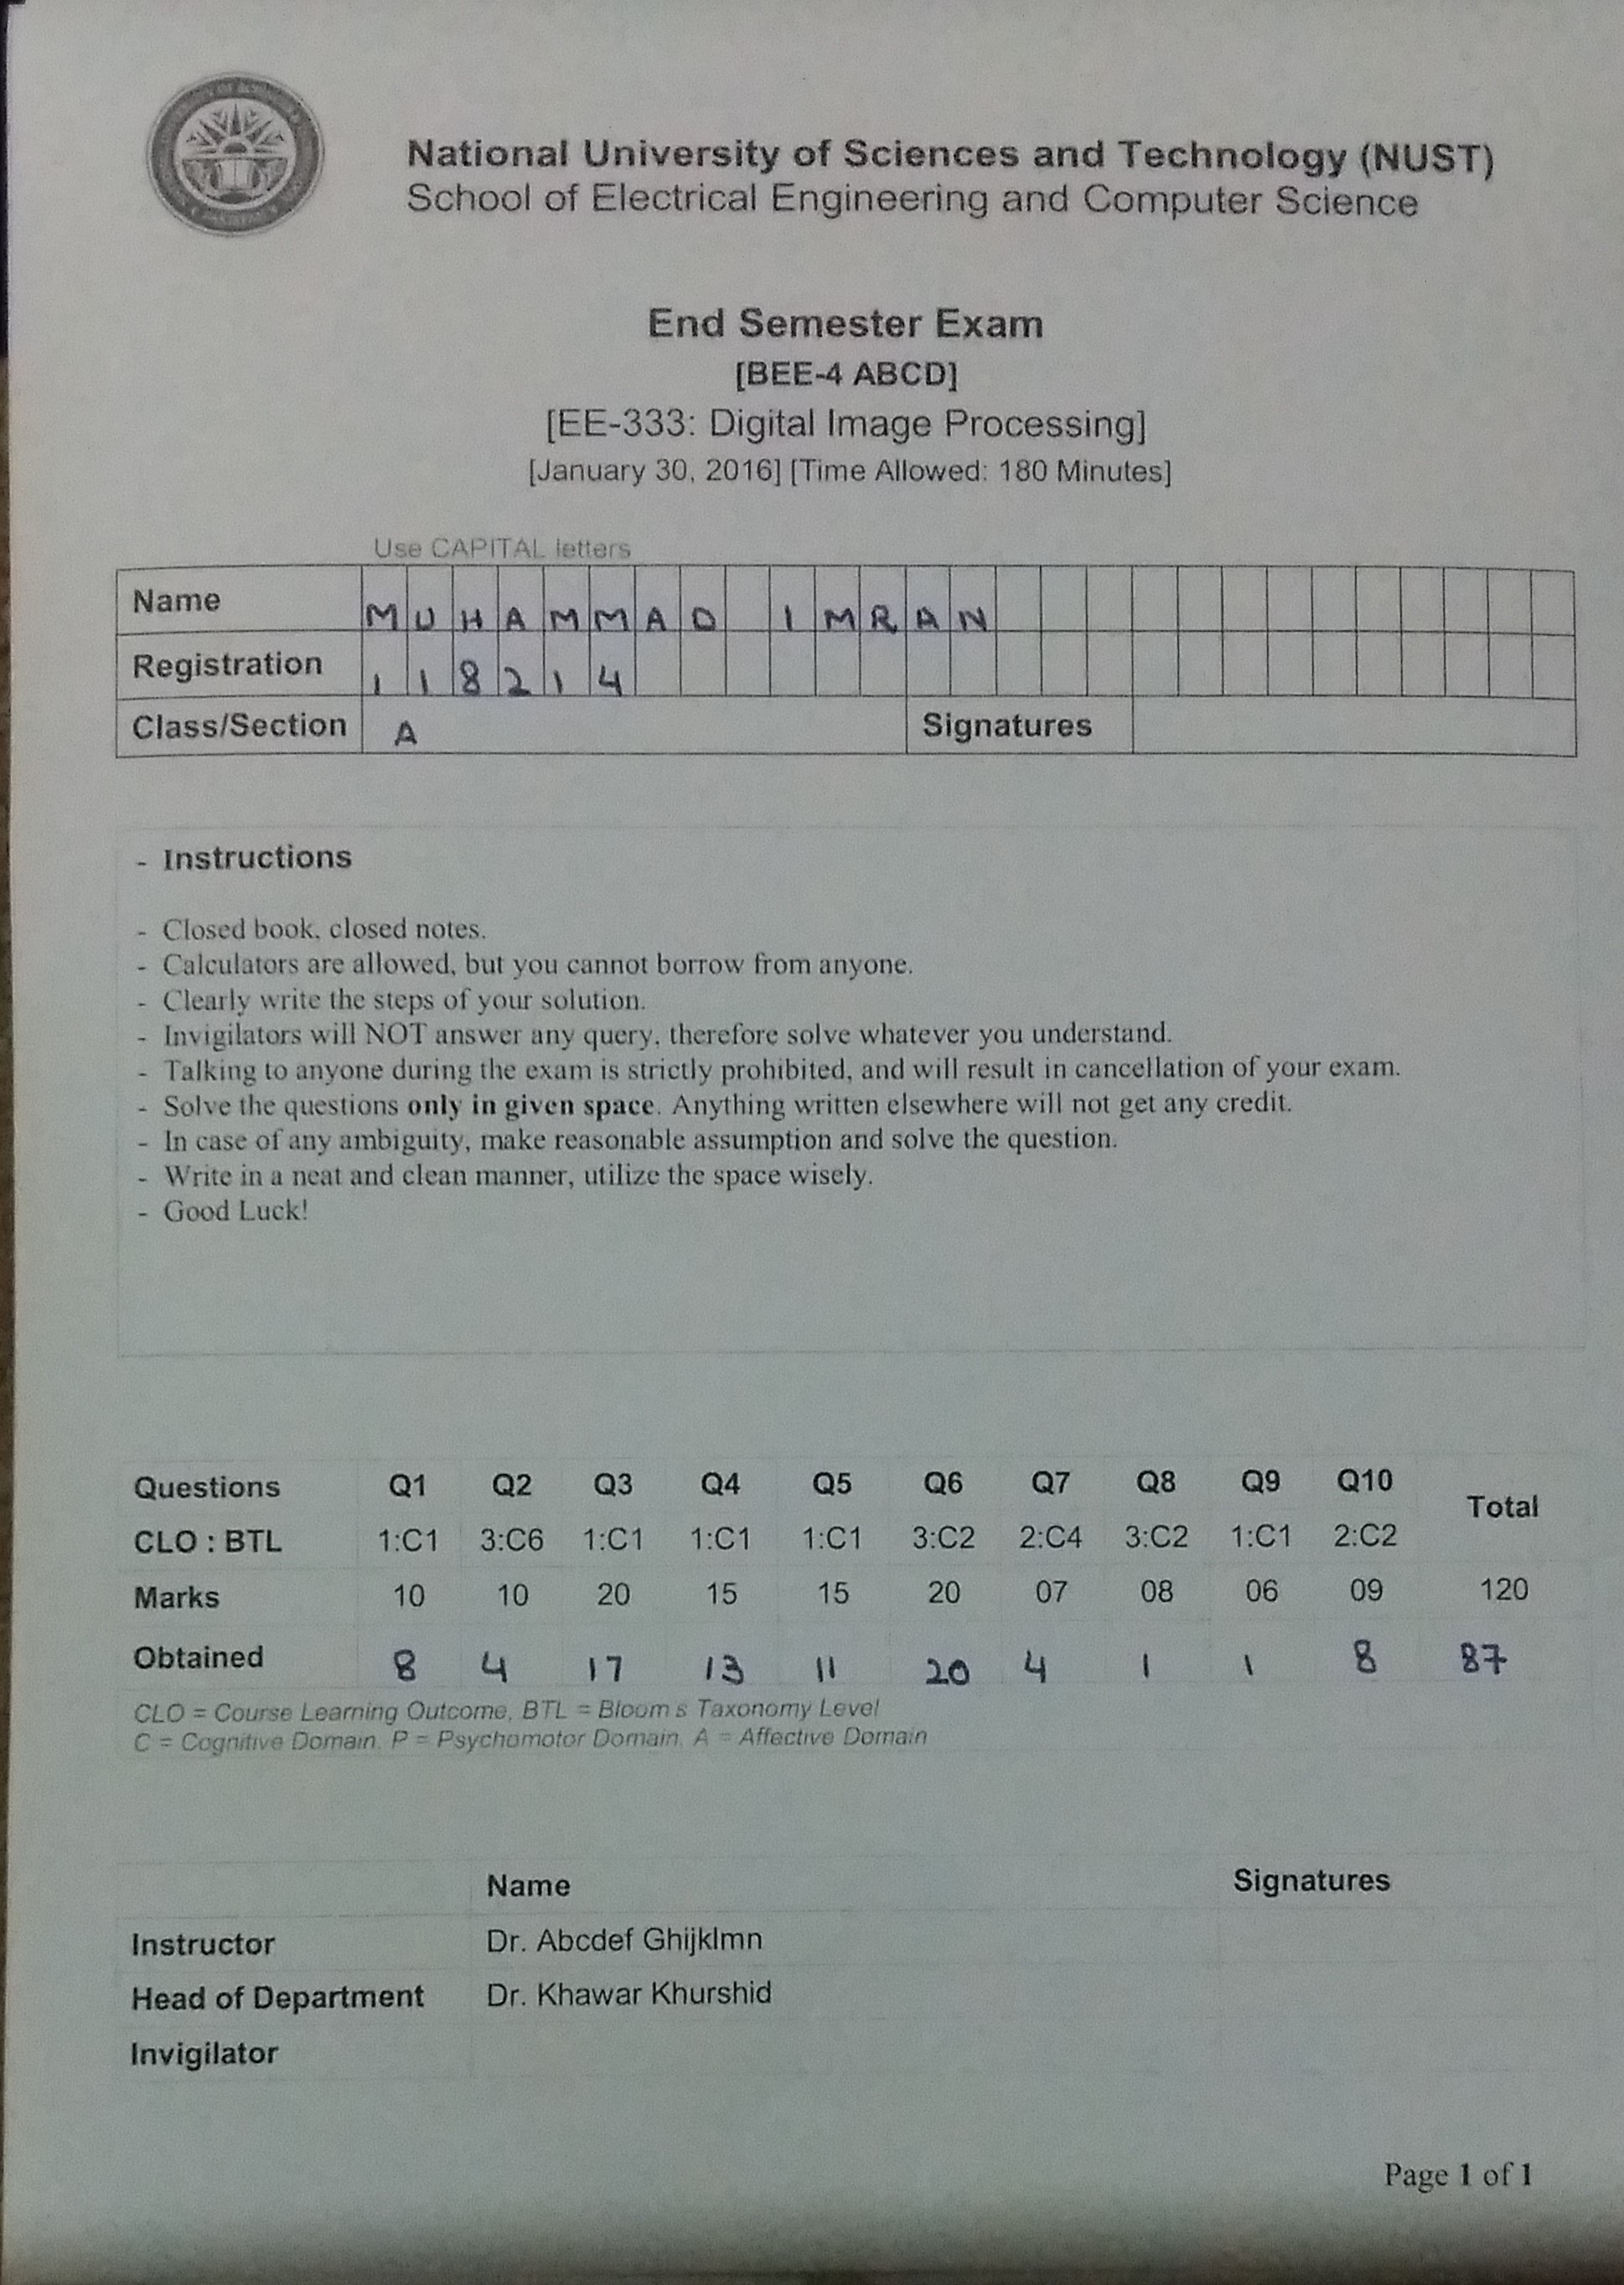 National University of Sciences and Technology (NUST)
School of Electrical Engineering and Computer Science
End Semester Exam
[BEE-4 ABCD]
[EE-333: Digital Image Processing]
[January 30, 2016] [Time Allowed: 180 Minutes]
Use CAPITAL letters
Name MUHAMMAD IMRAN
Registration 118214
Class/Section A Signatures
- Instructions
- Closed book, closed notes.
- Calculators are allowed, but you cannot borrow from anyone.
- Clearly write the steps of your solution.
- Invigilators will NOT answer any query, therefore solve whatever you understand.
- Talking to anyone during the exam is strictly prohibited, and will result in cancellation of your exam.
- Solve the questions only in given space. Anything written elsewhere will not get any credit.
- In case of any ambiguity, make reasonable assumption and solve the question.
- Write in a neat and clean manner, utilize the space wisely.
- Good Luck!
Questions Q1 Q2 Q3 Q4 Q5 Q6 Q7 Q8 Q9 Q10 Total
CLO : BTL 1:C1 3:C6 1:C1 1:C1 1:C1 3:C2 2:C4 3:C2 1:C1 2:C2
Marks 10 10 20 15 15 20 07 08 06 09 120
Obtained 8 4 17 13 11 20 4 1 1 8 87
CLO = Course Learning Outcome, BTL = Bloom s Taxonomy Level
C = Cognitive Domain, P = Psychomotor Domain, A = Affective Domain
Name Signatures
Instructor Dr. Abcdef Ghijklmn
Head of Department Dr. Khawar Khurshid
Invigilator
Page 1 of 1